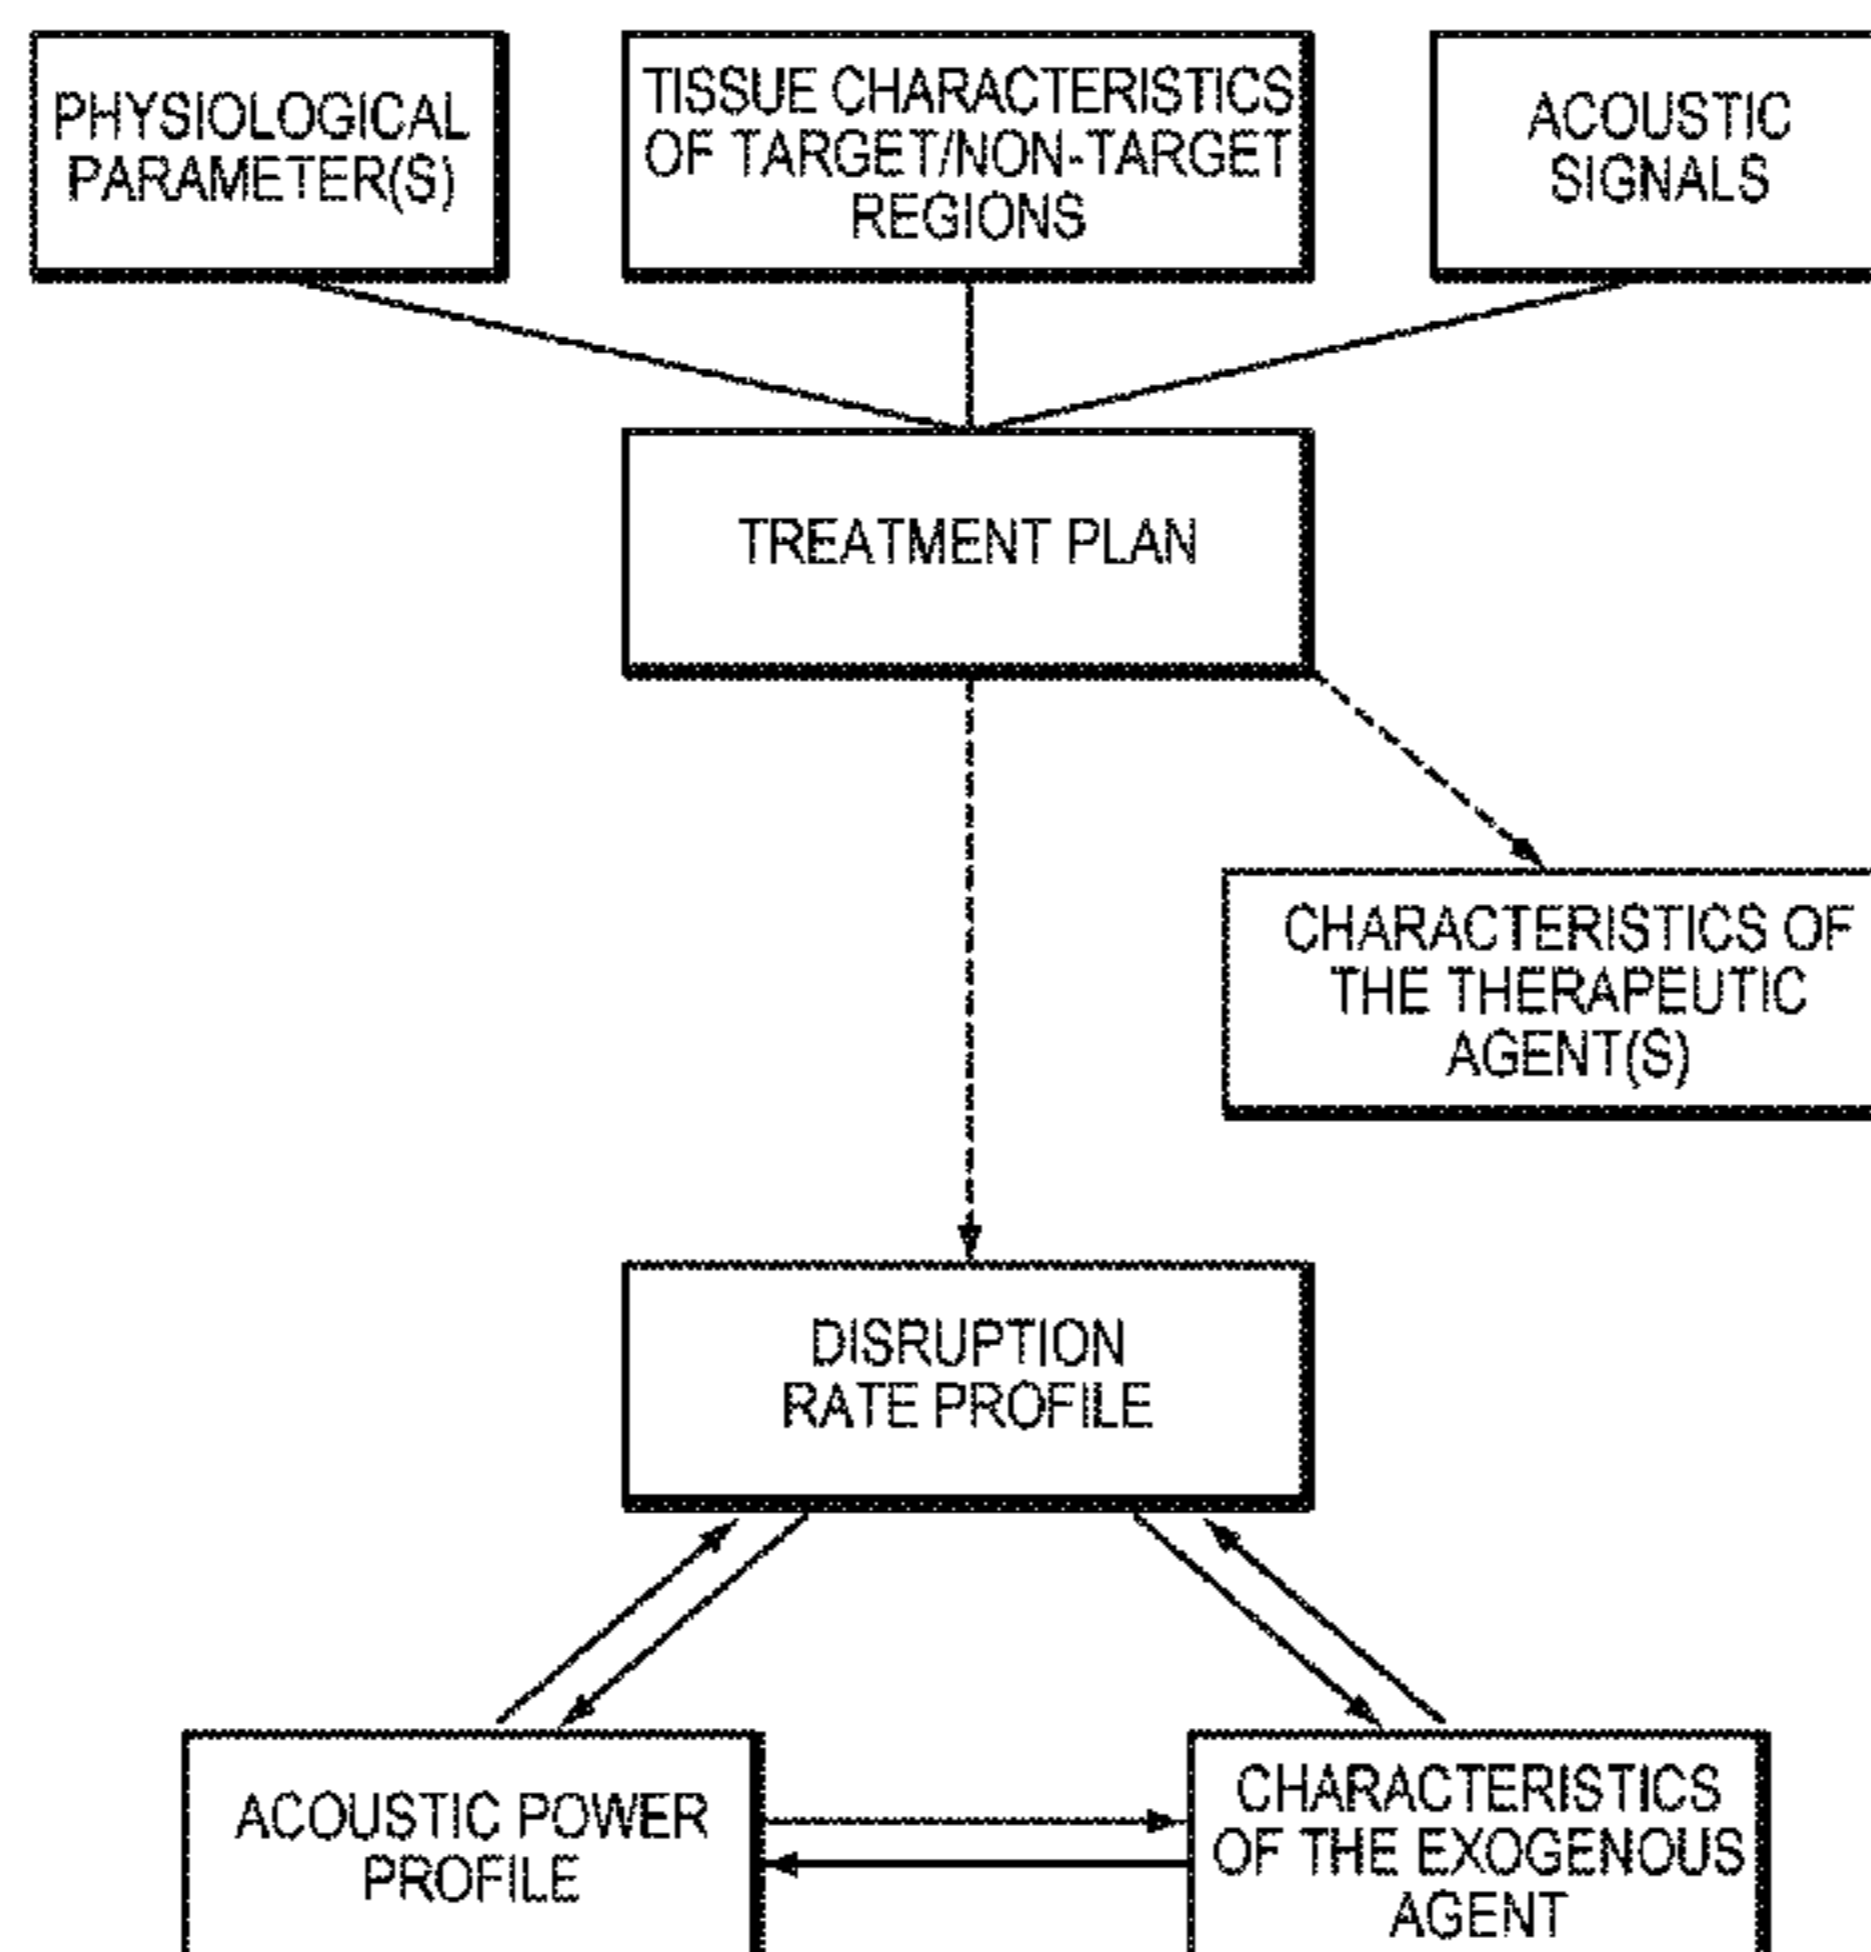 PHYSIOLOGICAL
PARAMETER(S)
TISSUE CHARACTERISTICS
OF TARGET/NON-TARGET
REGIONS
ACOUSTIC
SIGNALS
TREATMENT PLAN
CHARACTERISTICS OF
THE THERAPEUTIC
AGENT(S)
DISRUPTION
RATE PROFILE
ACOUSTIC POWER
PROFILE
CHARACTERISTICS
OF THE EXOGENOUS
AGENT